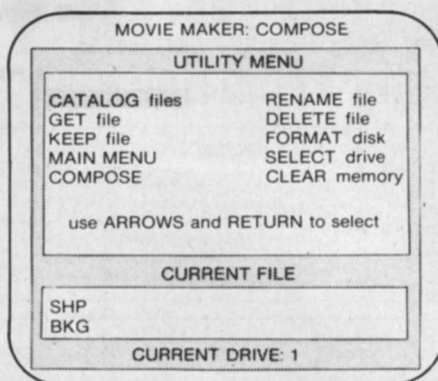 MOVIE MAKER: COMPOSE
UTILITY MENU
CATALOG files RENAME file
GET file DELETE file
KEEP file FORMAT disk
MAIN MENU SELECT drive
COMPOSE CLEAR memory
use ARROWS and RETURN to select
CURRENT FILE
SHP
BKG
CURRENT DRIVE: 1